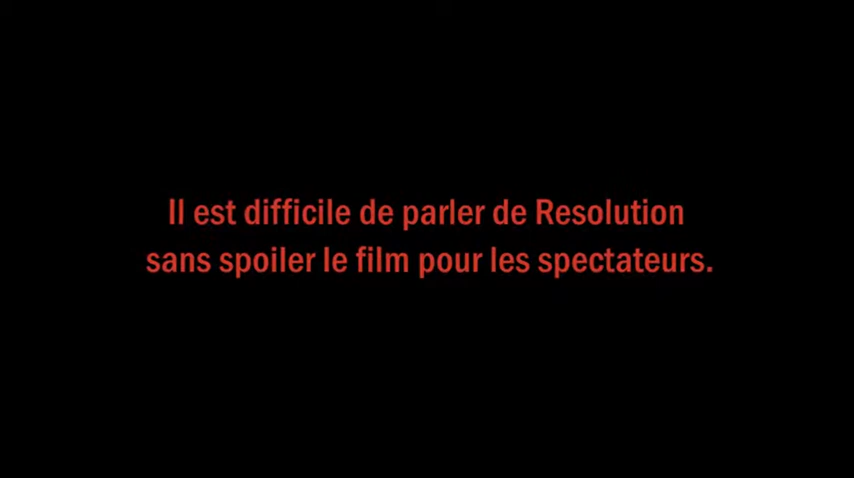 Il est difficile de parler de Resolution
sans spoiler le film pour les spectateurs.